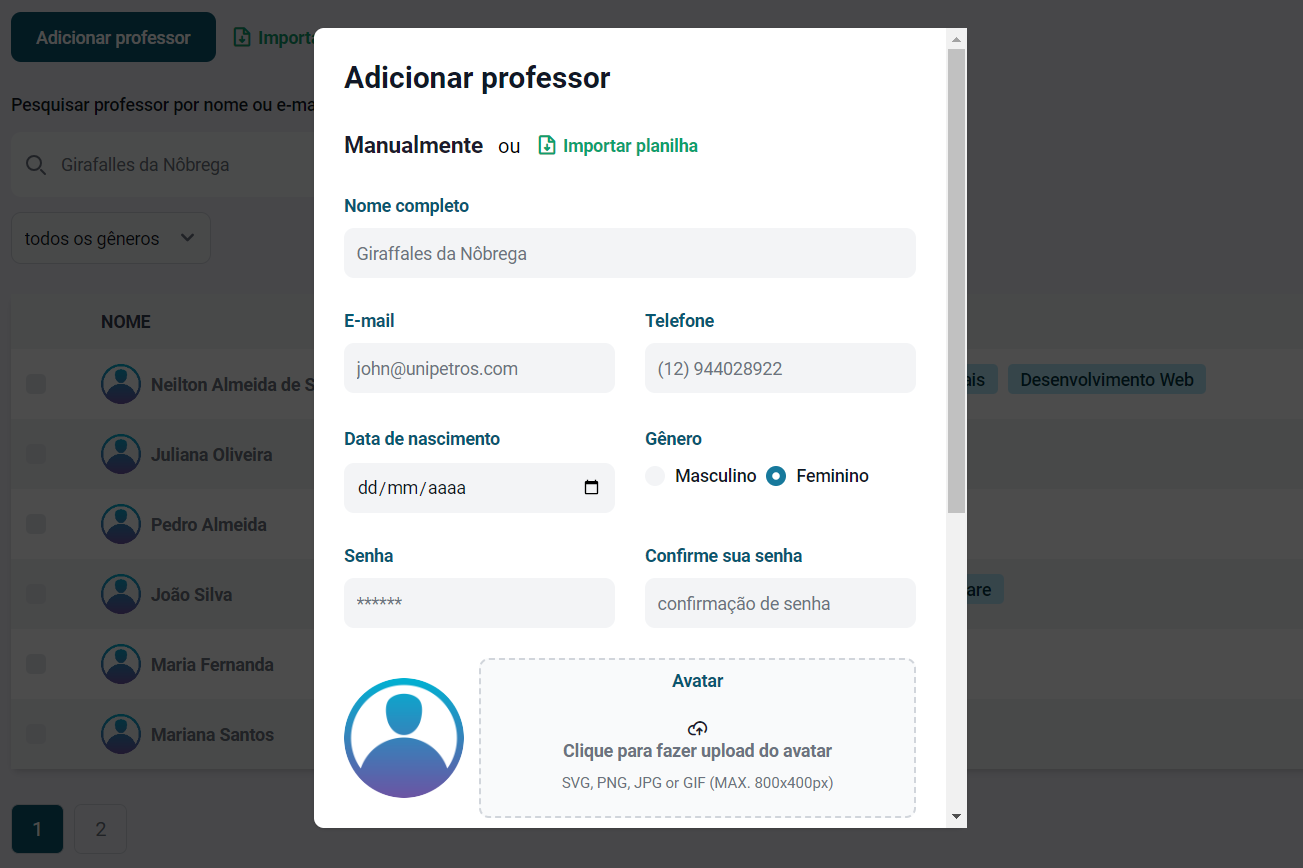 Adicionar professor
Pesquisar professor por nome ou
Girafalles da Nôbrega
todos os gêneros
NOME
Neilton Almeida de
Desenvolvimento Web
Juliana Oliveira
Pedro Almeida
João Silva
Maria Fernanda
Mariana Santos
1 2
Adicionar professor
Manualmente ou Importar planilha
Nome completo
Giraffales da Nôbrega
E-mail Telefone
john@unipetros.com (12) 944028922
Data de nascimento Gênero
dd/mm/aaaa Masculino Feminino
Senha Confirme sua senha
****** confirmação de senha
Avatar
Clique para fazer upload do avatar
SVG, PNG, JPG or GIF (MAX. 800x400px)